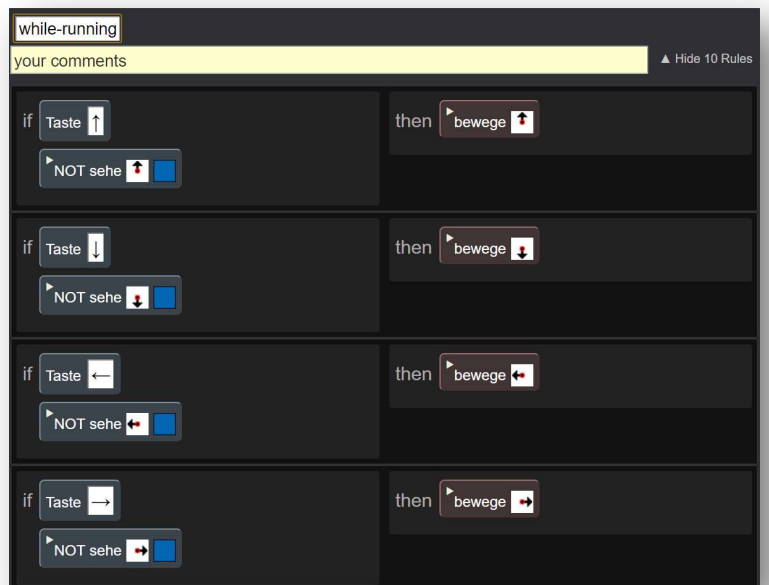 while-running
your comments
▲ Hide 10 Rules
if Taste ↑ then bewege
NOT sehe
if Taste ↓ then bewege
NOT sehe
if Taste ← then bewege
NOT sehe
if Taste → then bewege
NOT sehe